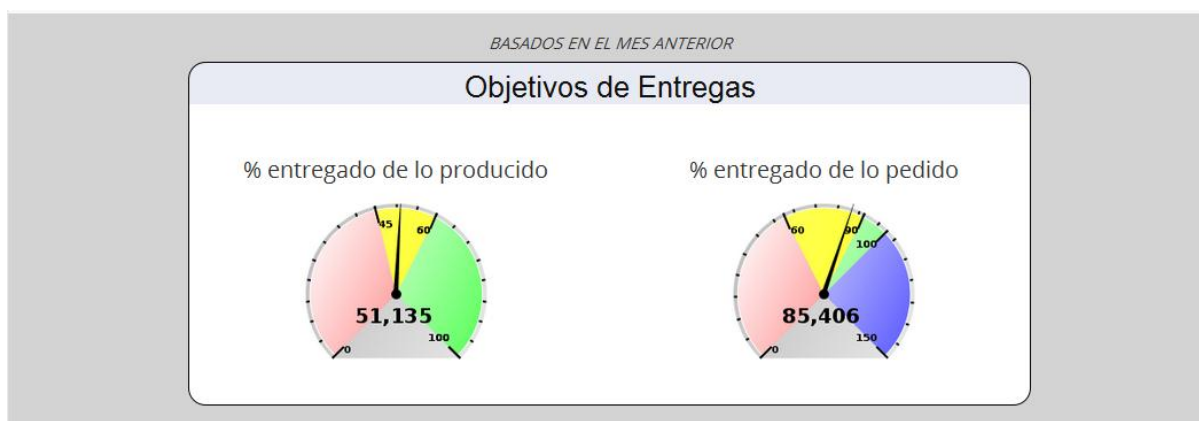 BASADOS EN EL MES ANTERIOR
Objetivos de Entregas
% entregado de lo producido
45
60
51,135
0
100
% entregado de lo pedido
60
90
100
85,406
0
150